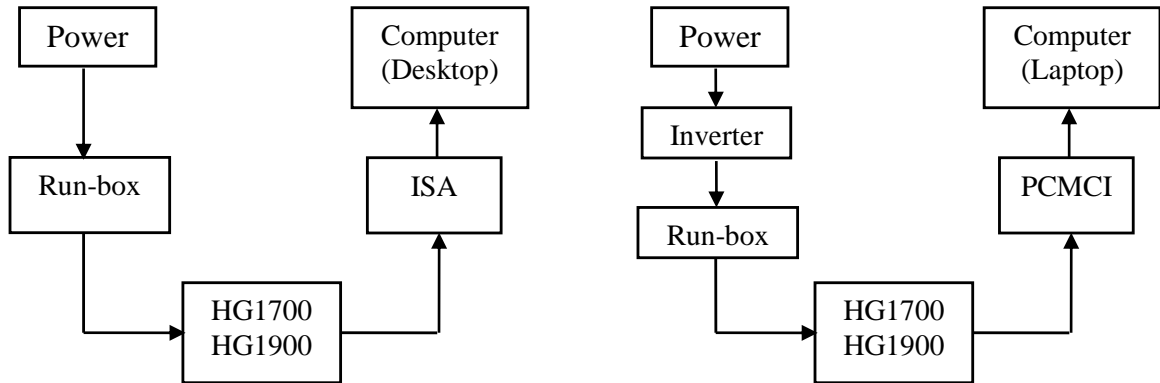 Power
Computer
(Desktop)
Run-box
ISA
HG1700
HG1900
Power
Computer
(Laptop)
Inverter
PCMCI
Run-box
HG1700
HG1900